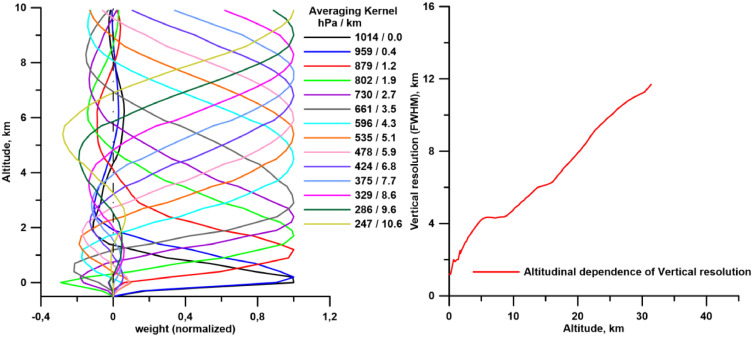 Averaging Kernel
hPa / km
1014 / 0.0
959 / 0.4
879 / 1.2
802 / 1.9
730 / 2.7
661 / 3.5
596 / 4.3
535 / 5.1
478 / 5.9
424 / 6.8
375 / 7.7
329 / 8.6
286 / 9.6
247 / 10.6
Altitude, km
10
8
6
4
2
0
-0,4
0
0,4
0,8
1,2
weight (normalized)
Vertical resolution (FWHM), km
16
12
8
4
0
Altitudinal dependence of Vertical resolution
0
10
20
30
40
Altitude, km